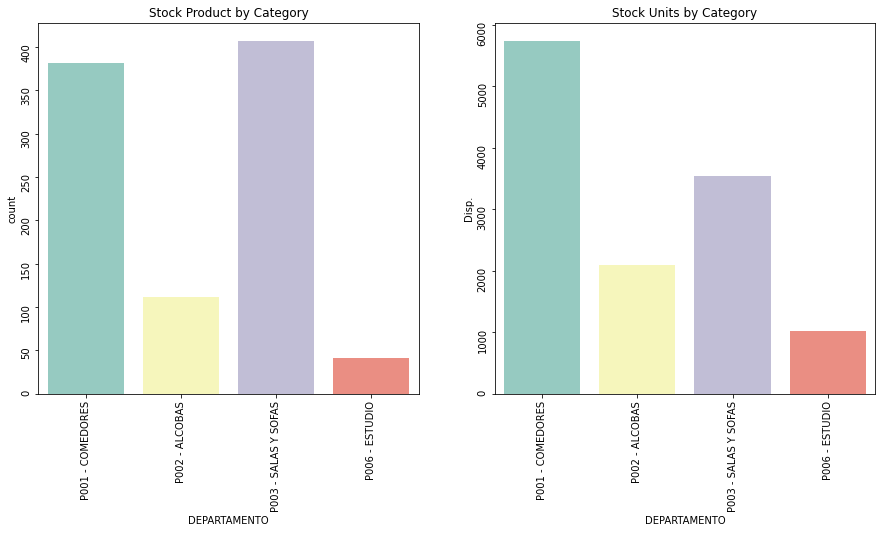 Stock Product by Category
400
350
300
250
200
150
100
50
0
count
P001 - COMEDORES
P002 - ALCOBAS
P003 - SALAS Y SOFAS
P006 - ESTUDIO
DEPARTAMENTO
Stock Units by Category
6000
5000
4000
3000
2000
1000
0
Disp.
P001 - COMEDORES
P002 - ALCOBAS
P003 - SALAS Y SOFAS
P006 - ESTUDIO
DEPARTAMENTO